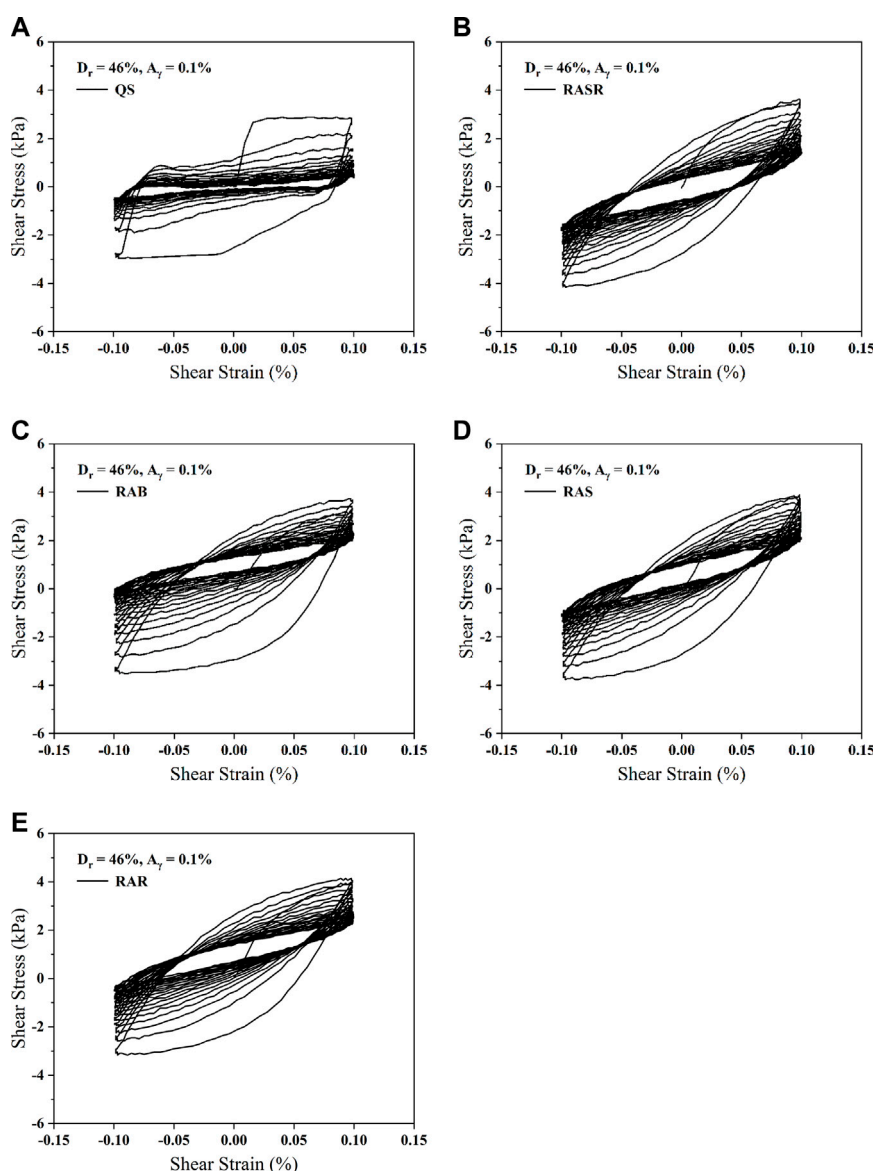 A
D_r = 46%, A_γ = 0.1%
QS
Shear Stress (kPa)
6
4
2
0
-2
-4
-6
-0.15 -0.10 -0.05 0.00 0.05 0.10 0.15
Shear Strain (%)
B
D_r = 46%, A_γ = 0.1%
RASR
Shear Stress (kPa)
6
4
2
0
-2
-4
-6
-0.15 -0.10 -0.05 0.00 0.05 0.10 0.15
Shear Strain (%)
C
D_r = 46%, A_γ = 0.1%
RAB
Shear Stress (kPa)
6
4
2
0
-2
-4
-6
-0.15 -0.10 -0.05 0.00 0.05 0.10 0.15
Shear Strain (%)
D
D_r = 46%, A_γ = 0.1%
RAS
Shear Stress (kPa)
6
4
2
0
-2
-4
-6
-0.15 -0.10 -0.05 0.00 0.05 0.10 0.15
Shear Strain (%)
E
D_r = 46%, A_γ = 0.1%
RAR
Shear Stress (kPa)
6
4
2
0
-2
-4
-6
-0.15 -0.10 -0.05 0.00 0.05 0.10 0.15
Shear Strain (%)